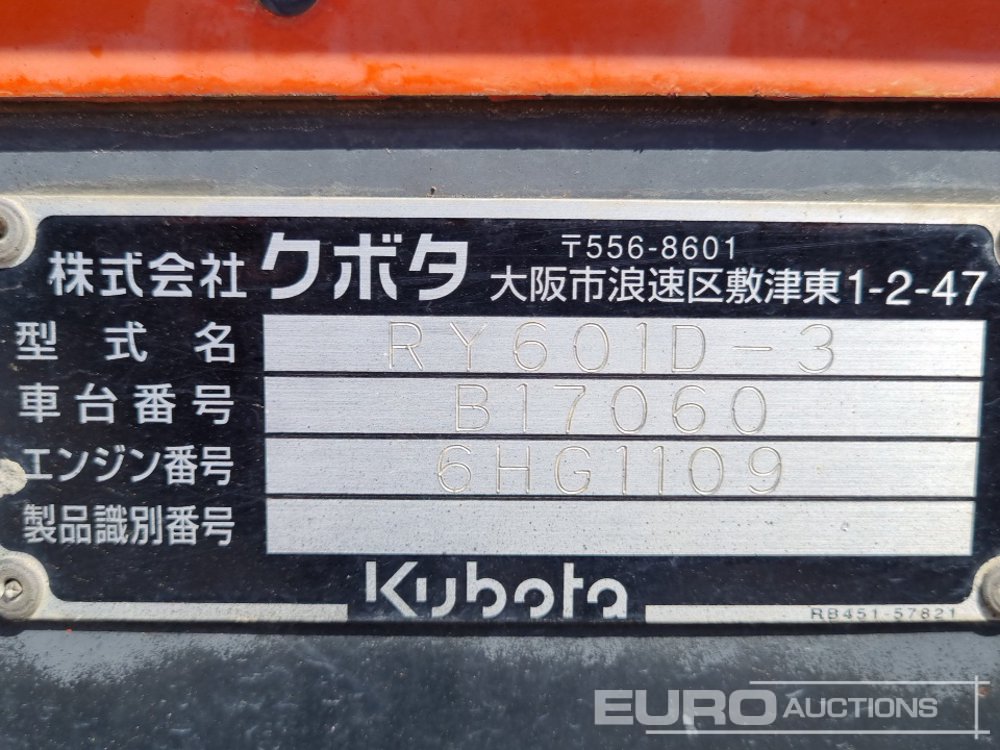 株式会社クボタ 〒556-8601
大阪市浪速区敷津東1-2-47
型式名 RY601D-3
車台番号 B17060
エンジン番号 6HG1109
製品識別番号
Kubota
RB451-57821
EURO AUCTIONS